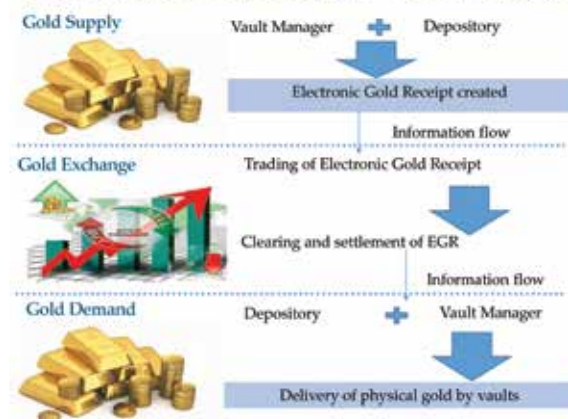 Gold Supply
Vault Manager Depository
Electronic Gold Receipt created
Information flow
Gold Exchange
Trading of Electronic Gold Receipt
Clearing and settlement of EGR
Information flow
Gold Demand
Depository Vault Manager
Delivery of physical gold by vaults